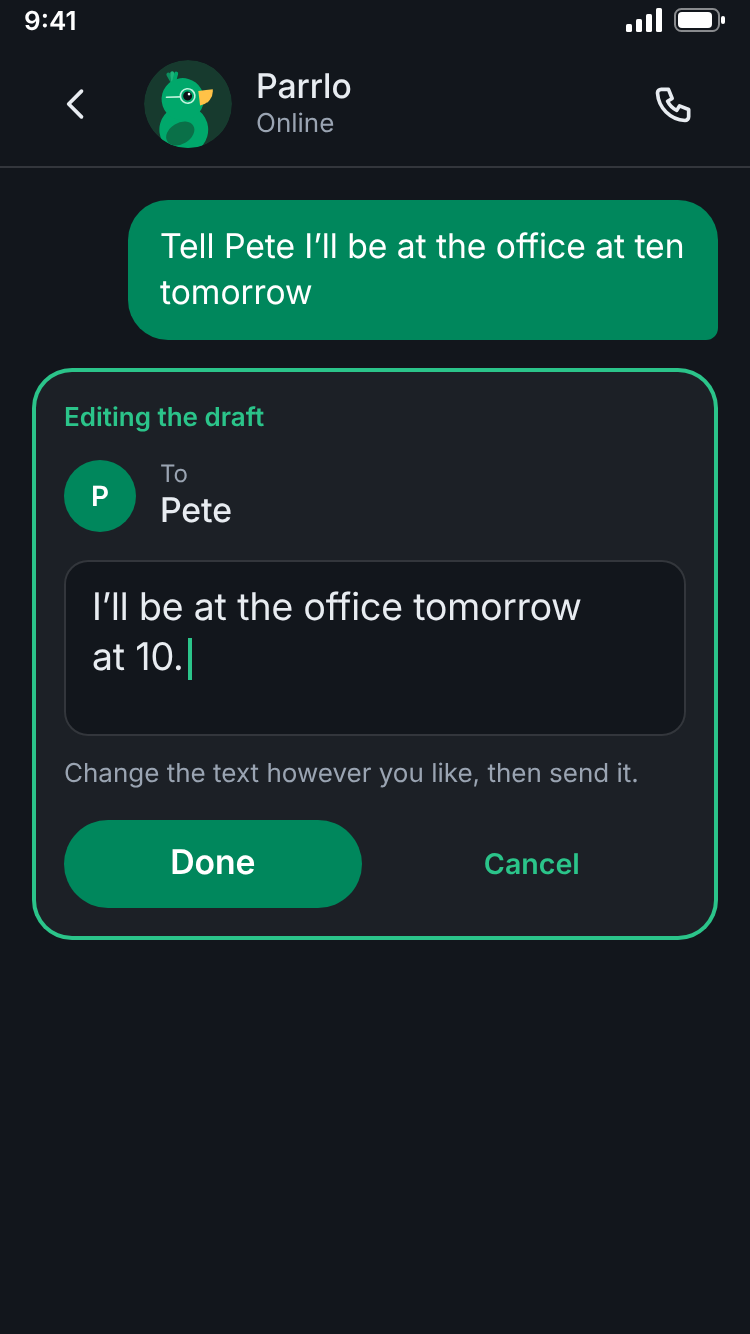 9:41
Parrlo
Online
Tell Pete I’ll be at the office at ten
tomorrow
Editing the draft
P
To
Pete
I’ll be at the office tomorrow
at 10.
Change the text however you like, then send it.
Done
Cancel